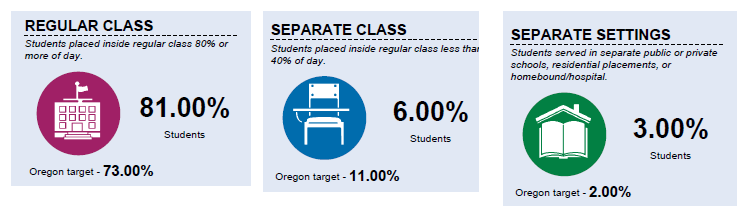 REGULAR CLASS
Students placed inside regular class 80% or
more of day.
81.00%
Students
Oregon target - 73.00%
SEPARATE CLASS
Students placed inside regular class less than
40% of day.
6.00%
Students
Oregon target - 11.00%
SEPARATE SETTINGS
Students served in separate public or private
schools, residential placements, or
homebound/hospital.
3.00%
Students
Oregon target - 2.00%